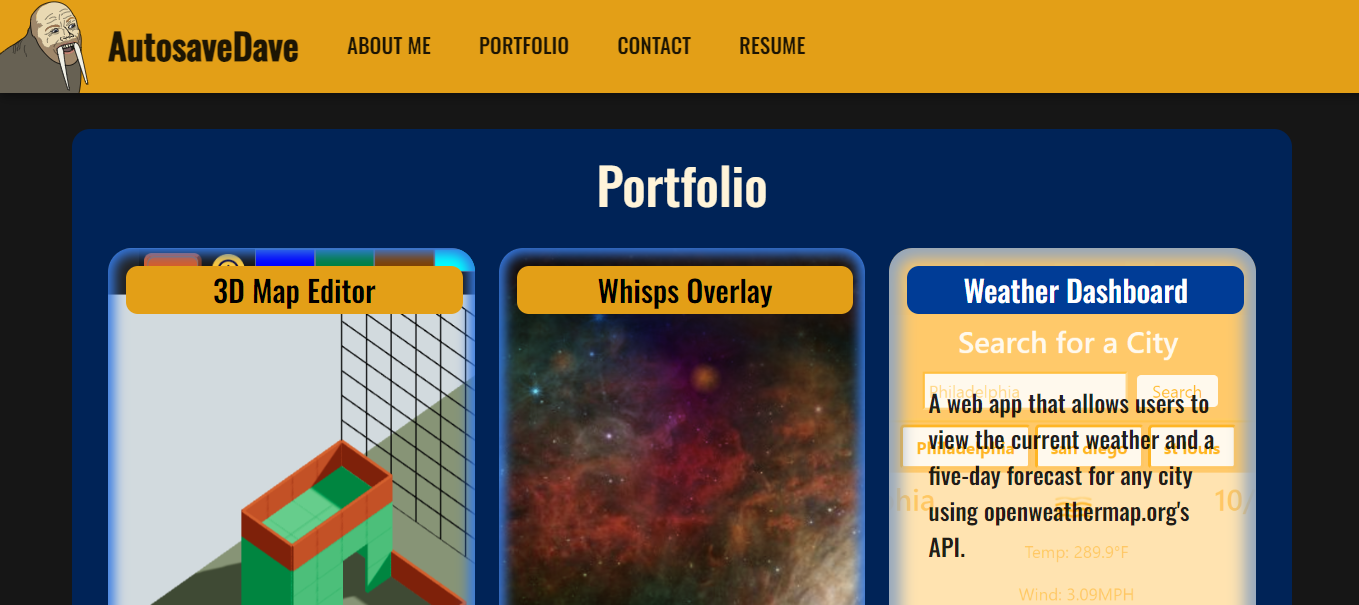 AutosaveDave
ABOUT ME
PORTFOLIO
CONTACT
RESUME
Portfolio
3D Map Editor
Whisps Overlay
Weather Dashboard
Search for a City
Philadelphia
Search
A web app that allows users to
view the current weather and a
Philadelphia
san diego
st louis
five-day forecast for any city
hia
10/
using openweathermap.org's
API.
Temp: 289.9°F
Wind: 3.09MPH